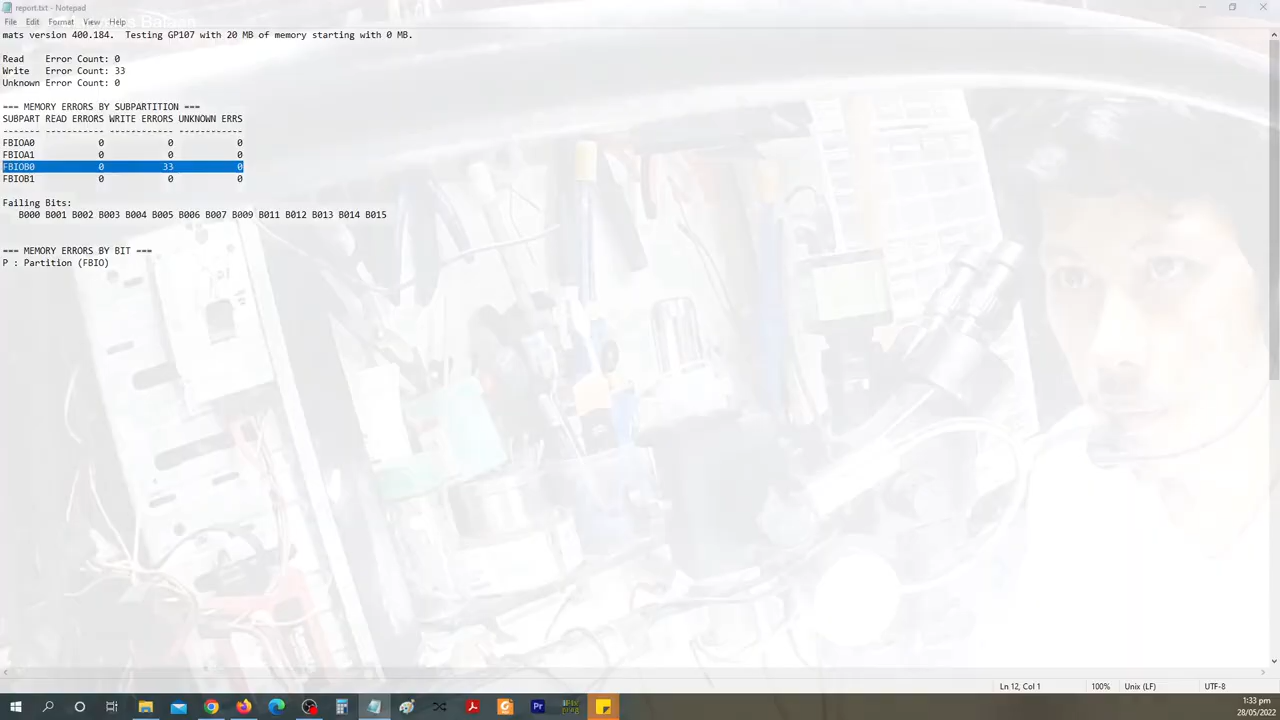 report.txt - Notepad
File Edit Format View Help
mats version 400.184.  Testing GP107 with 20 MB of memory starting with 0 MB.
Read    Error Count: 0
Write   Error Count: 33
Unknown Error Count: 0
=== MEMORY ERRORS BY SUBPARTITION ===
SUBPART READ ERRORS WRITE ERRORS UNKNOWN ERRS
------- ----------- ------------ ------------
FBIOA0 0 0 0
FBIOA1 0 0 0
FBIOB0 0 33 0
FBIOB1 0 0 0
Failing Bits:
B000 B001 B002 B003 B004 B005 B006 B007 B009 B011 B012 B013 B014 B015
=== MEMORY ERRORS BY BIT ===
P : Partition (FBIO)
Ln 12, Col 1 100% Unix (LF) UTF-8
Pr
1:33 pm
28/05/2022